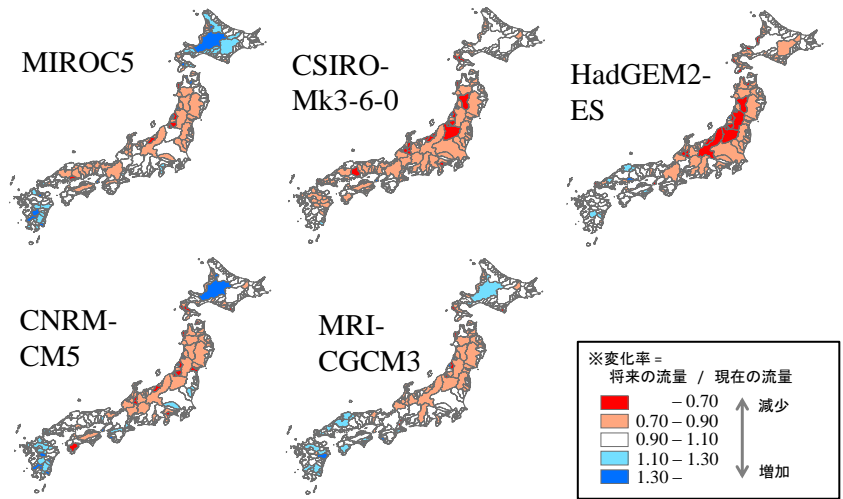 MIROC5
CSIRO-
Mk3-6-0
HadGEM2-
ES
CNRM-
CM5
MRI-
CGCM3
※変化率 =
将来の流量 / 現在の流量
– 0.70
0.70 – 0.90
0.90 – 1.10
1.10 – 1.30
1.30 –
減少
増加